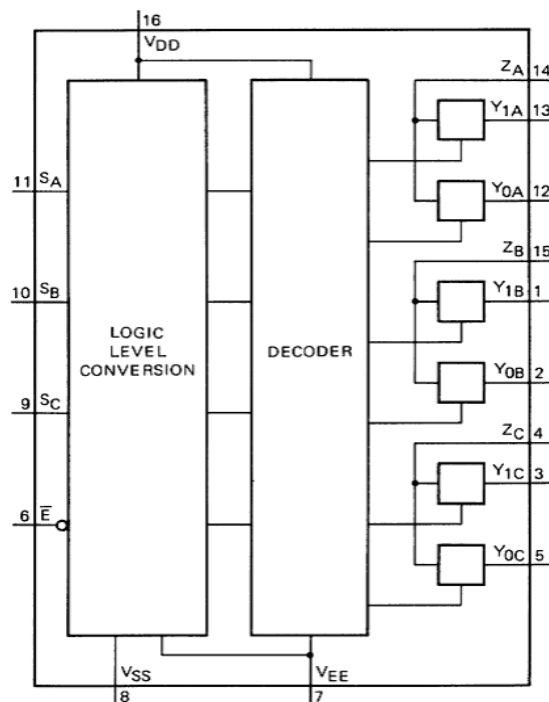 16
VDD
ZA 14
Y1A 13
11 SA
Y0A 12
ZB 15
10 SB
Y1B 1
LOGIC
LEVEL
CONVERSION
DECODER
Y0B 2
9 SC
ZC 4
Y1C 3
6 E̅
Y0C 5
VSS
VEE
8
7